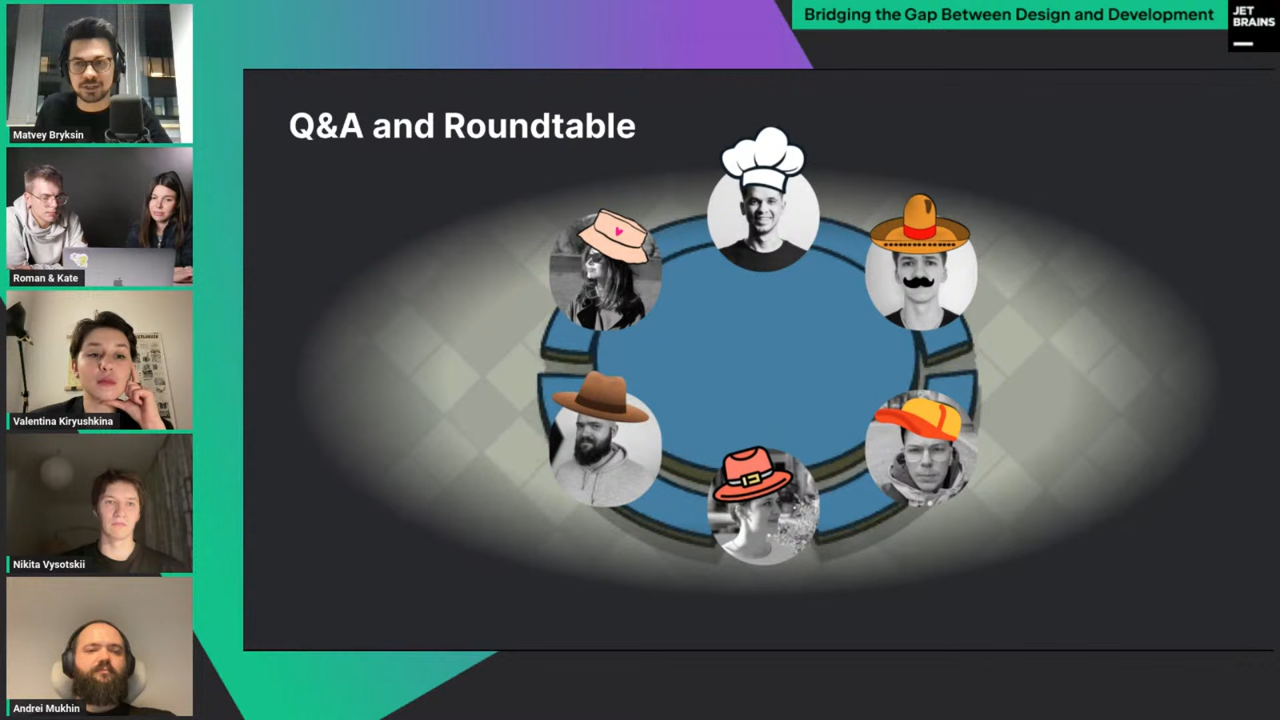 Bridging the Gap Between Design and Development
JET
BRAINS
Q&A and Roundtable
Matvey Bryksin
Roman & Kate
Valentina Kiryushkina
Nikita Vysotskii
Andrei Mukhin